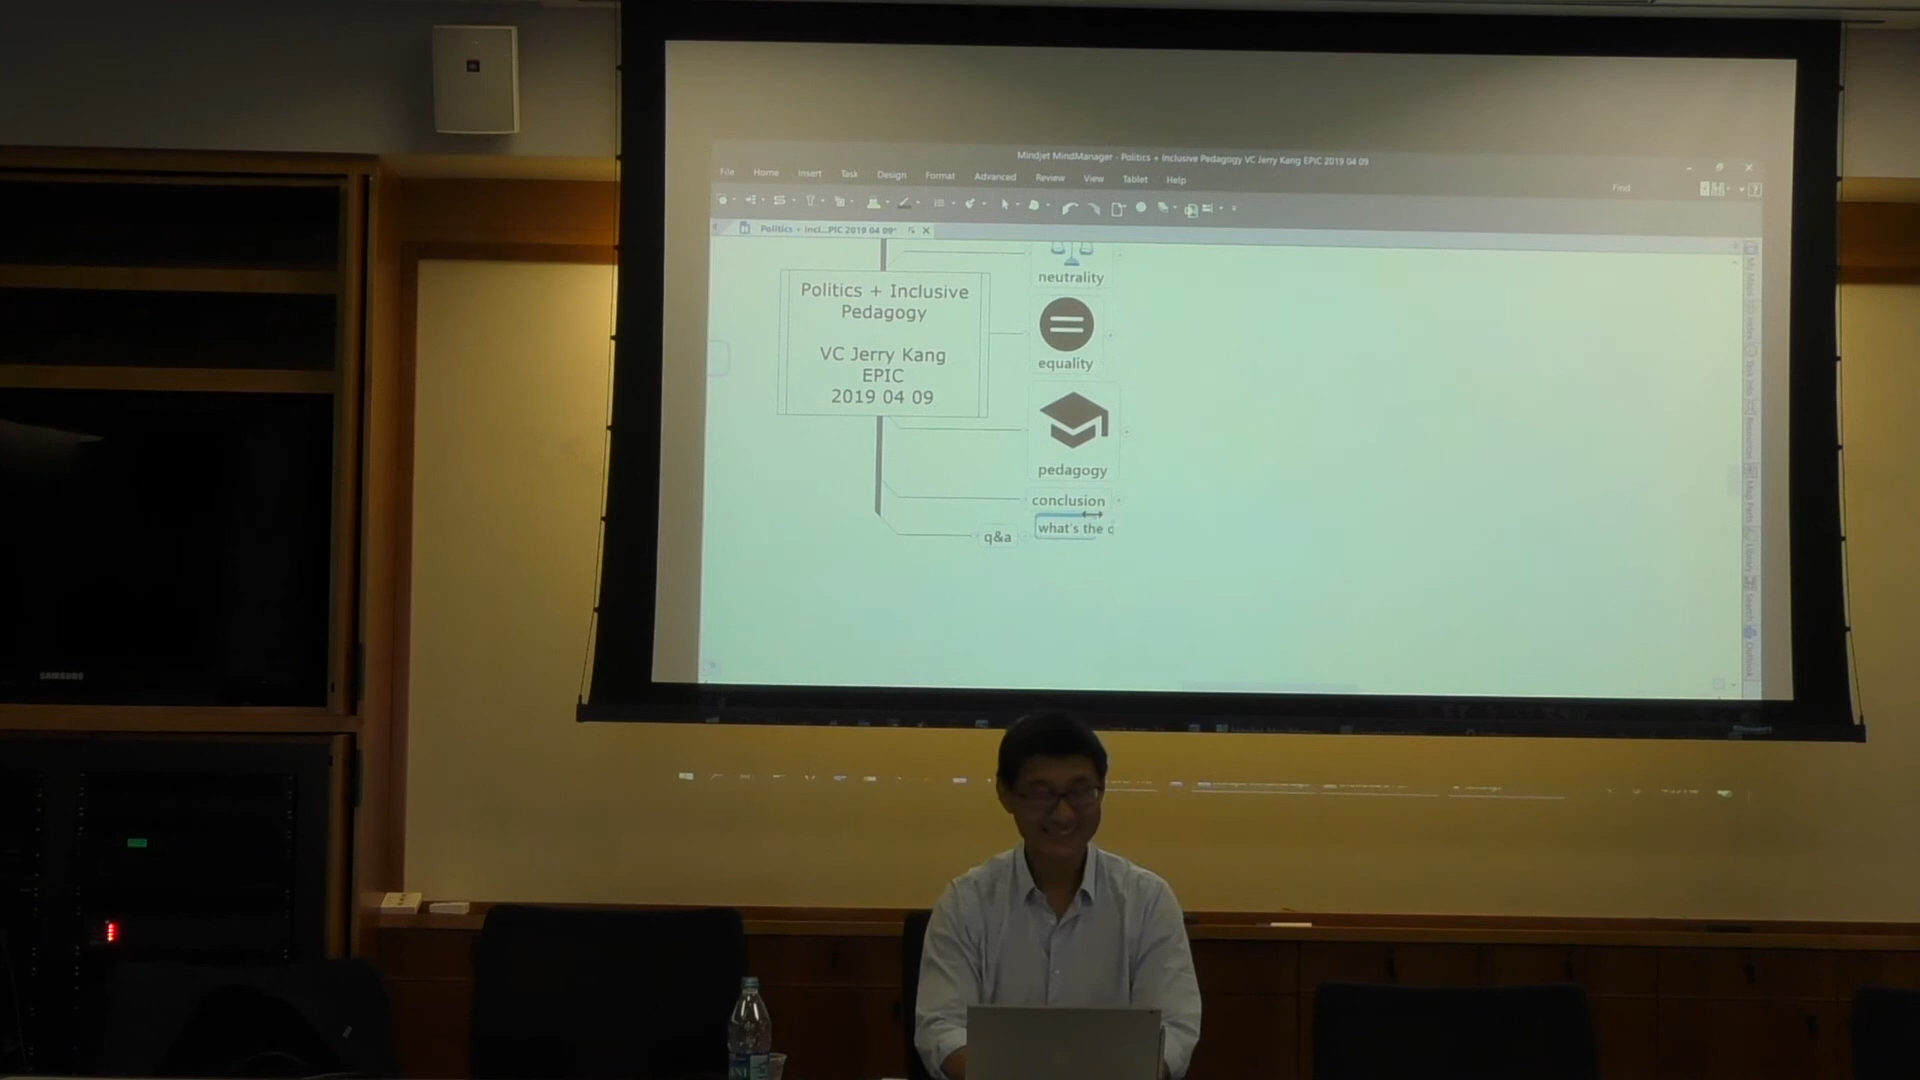 Mindjet MindManager - Politics + Inclusive Pedagogy VC Jerry Kang EPIC 2019 04 09
File Home Insert Task Design Format Advanced Review View Tablet Help Find
Politics + Incl...PIC 2019 04 09*
neutrality
Politics + Inclusive
Pedagogy
VC Jerry Kang
EPIC
2019 04 09
equality
pedagogy
conclusion
what's the c
q&a
SAMSUNG